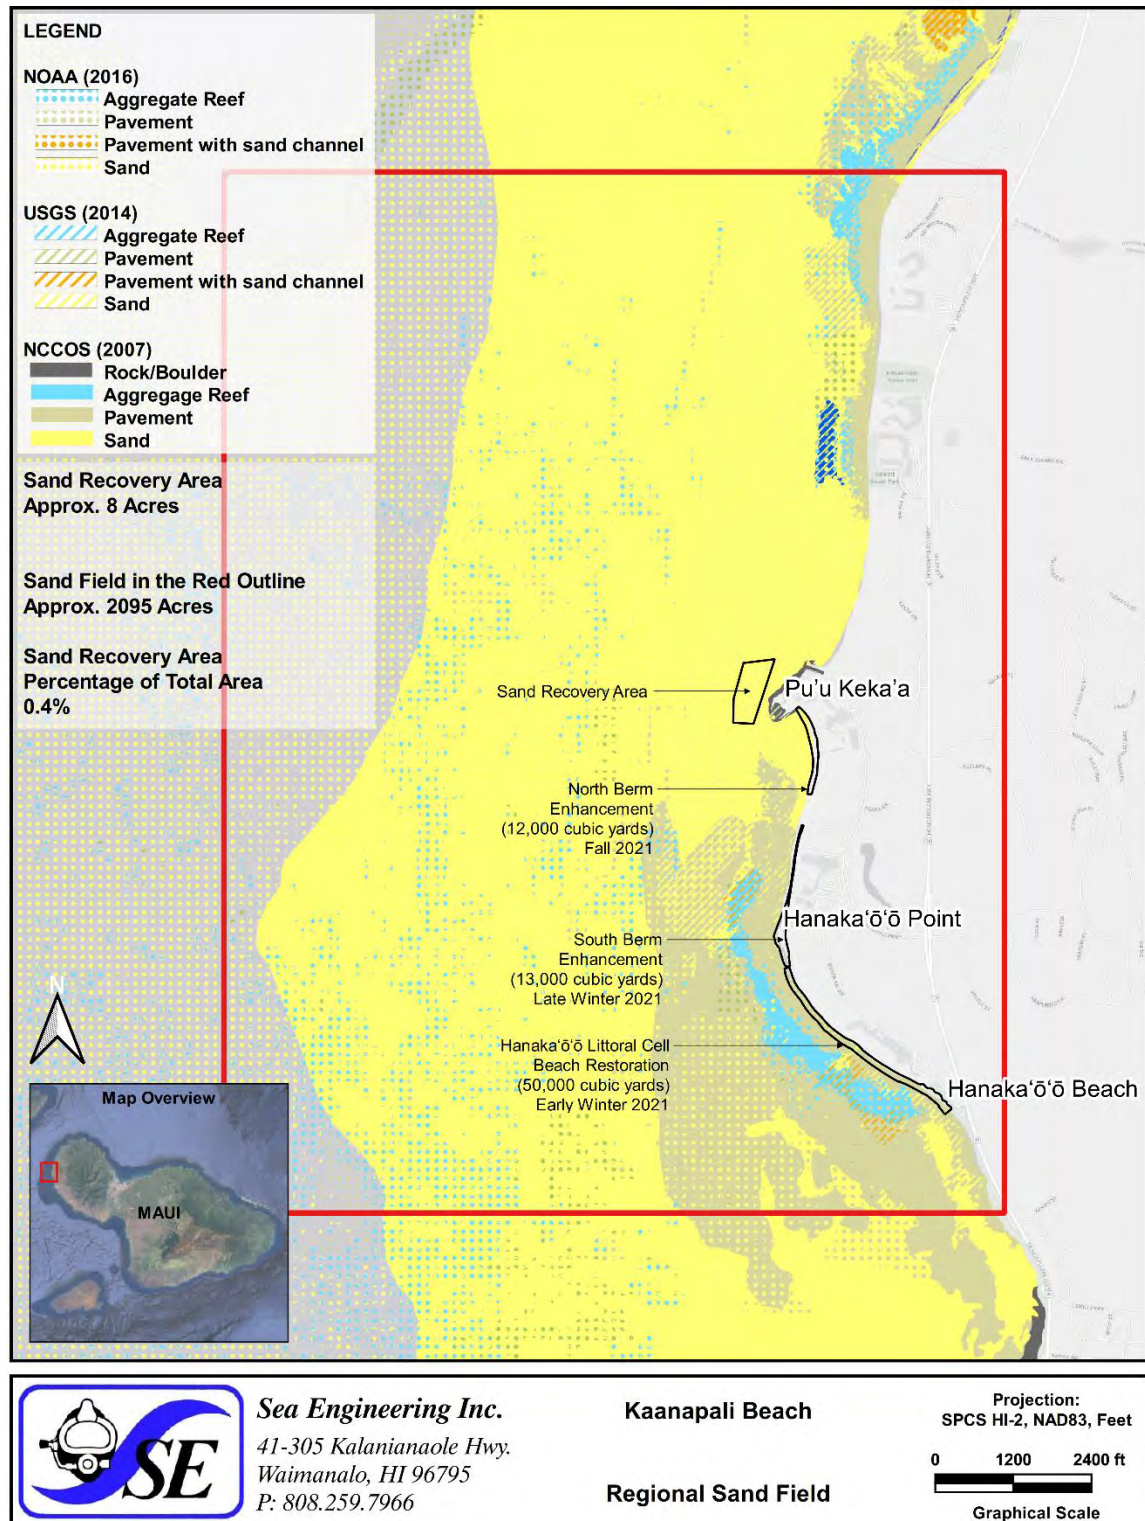 LEGEND
NOAA (2016)
Aggregate Reef
Pavement
Pavement with sand channel
Sand
USGS (2014)
Aggregate Reef
Pavement
Pavement with sand channel
Sand
NCCOS (2007)
Rock/Boulder
Aggregage Reef
Pavement
Sand
Sand Recovery Area
Approx. 8 Acres
Sand Field in the Red Outline
Approx. 2095 Acres
Sand Recovery Area
Percentage of Total Area
0.4%
Sand Recovery Area
Pu'u Keka'a
North Berm
Enhancement
(12,000 cubic yards)
Fall 2021
Hanaka‘ō‘ō Point
South Berm
Enhancement
(13,000 cubic yards)
Late Winter 2021
Hanaka‘ō‘ō Littoral Cell
Beach Restoration
(50,000 cubic yards)
Early Winter 2021
Hanaka‘ō‘ō Beach
N
Map Overview
MAUI
SE
Sea Engineering Inc.
41-305 Kalanianaole Hwy.
Waimanalo, HI 96795
P: 808.259.7966
Kaanapali Beach
Regional Sand Field
Projection:
SPCS HI-2, NAD83, Feet
0 1200 2400 ft
Graphical Scale